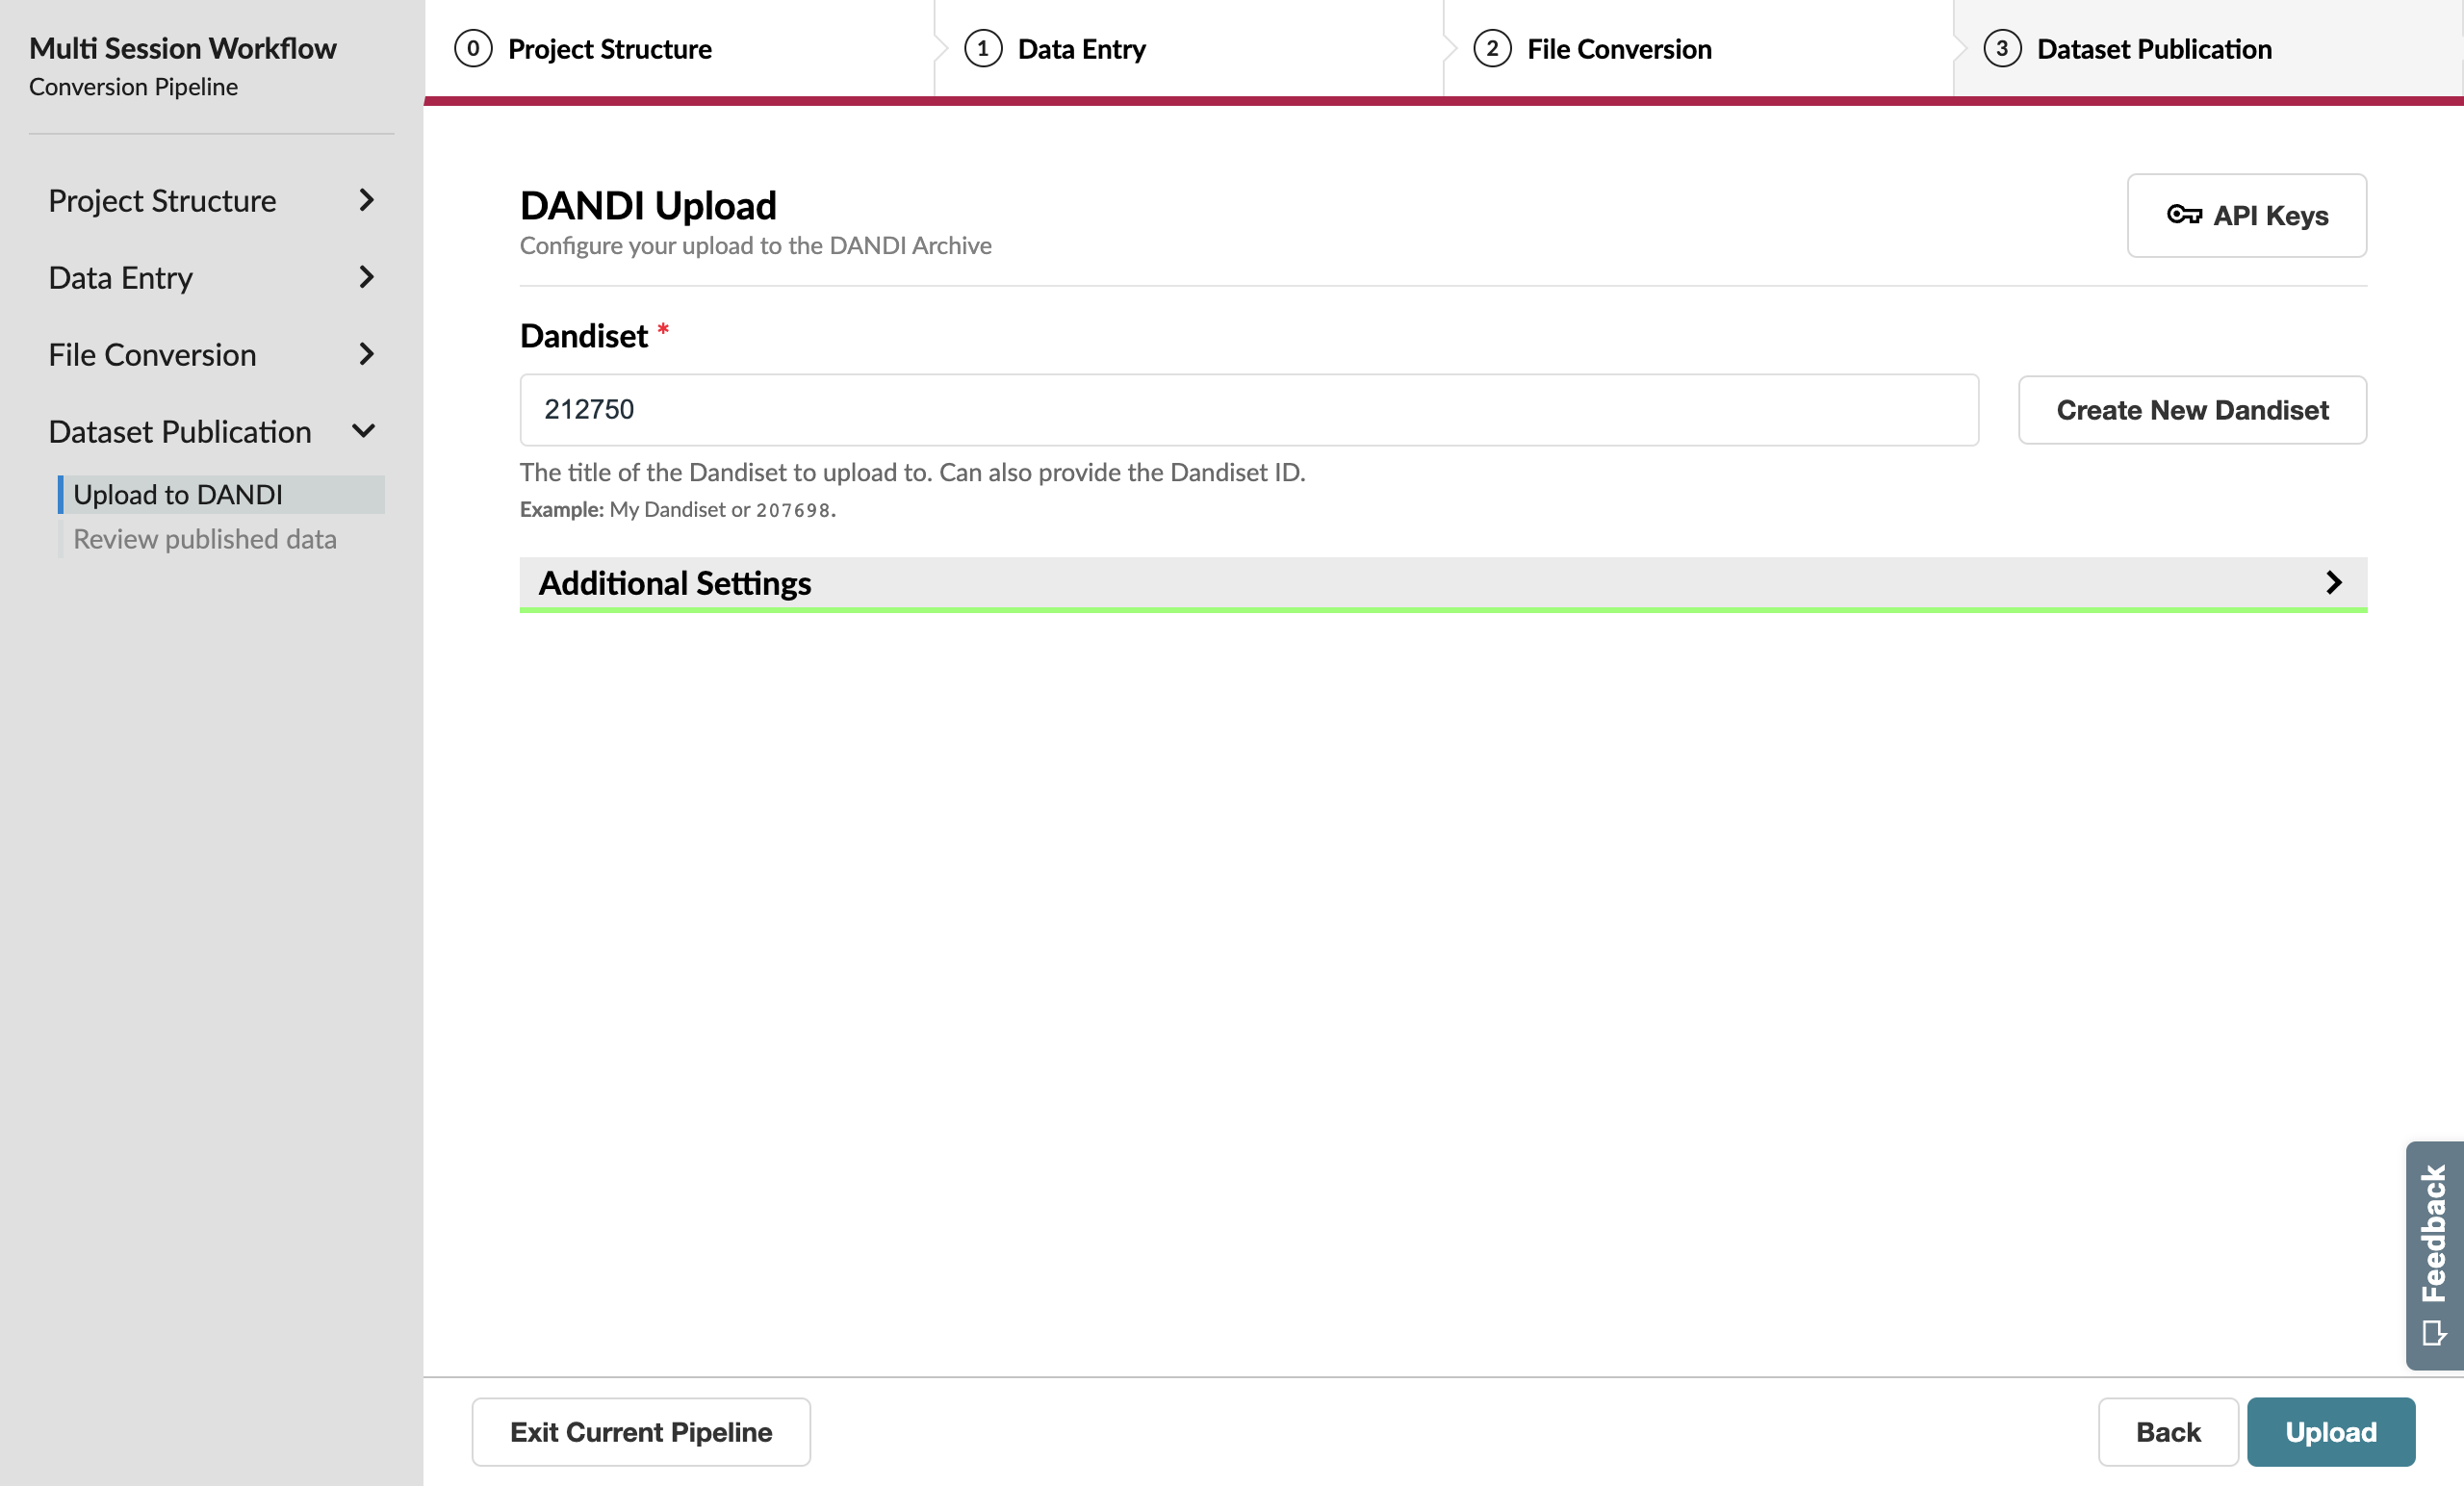 Multi Session Workflow
Conversion Pipeline
Project Structure
Data Entry
File Conversion
Dataset Publication
Upload to DANDI
Review published data
0 Project Structure
1 Data Entry
2 File Conversion
3 Dataset Publication
DANDI Upload
Configure your upload to the DANDI Archive
API Keys
Dandiset *
212750
Create New Dandiset
The title of the Dandiset to upload to. Can also provide the Dandiset ID.
Example: My Dandiset or 207698.
Additional Settings
Feedback
Exit Current Pipeline
Back
Upload